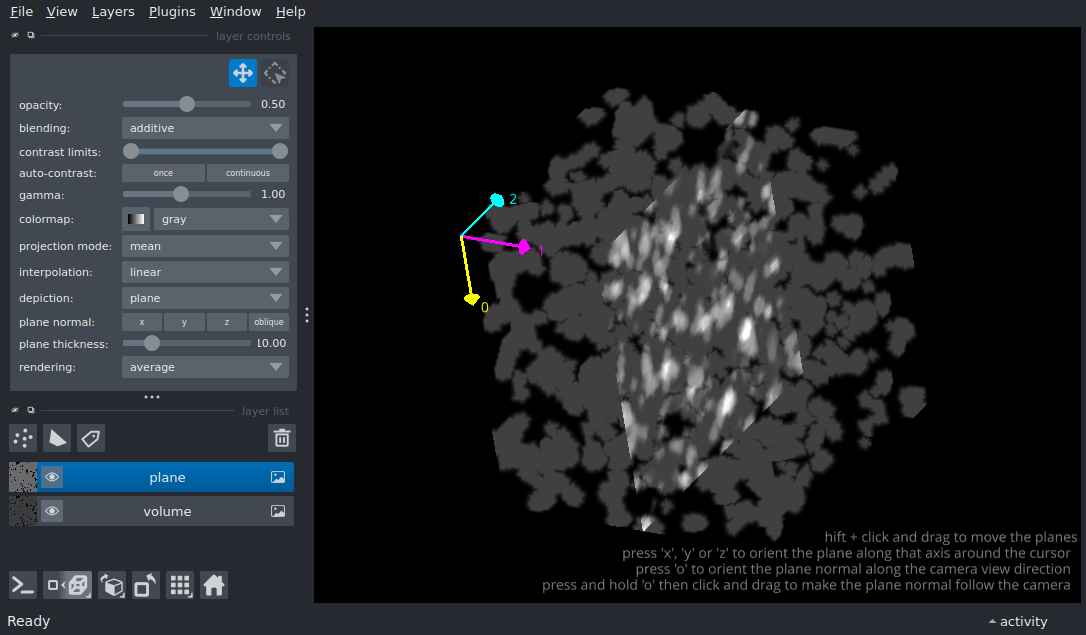 File View Layers Plugins Window Help
layer controls
opacity: 0.50
blending: additive
contrast limits:
auto-contrast: once continuous
gamma: 1.00
colormap: gray
projection mode: mean
interpolation: linear
depiction: plane
plane normal: x y z oblique
plane thickness: 10.00
rendering: average
layer list
plane
volume
2
1
0
hift + click and drag to move the planes
press 'x', 'y' or 'z' to orient the plane along that axis around the cursor
press 'o' to orient the plane normal along the camera view direction
press and hold 'o' then click and drag to make the plane normal follow the camera
Ready
activity